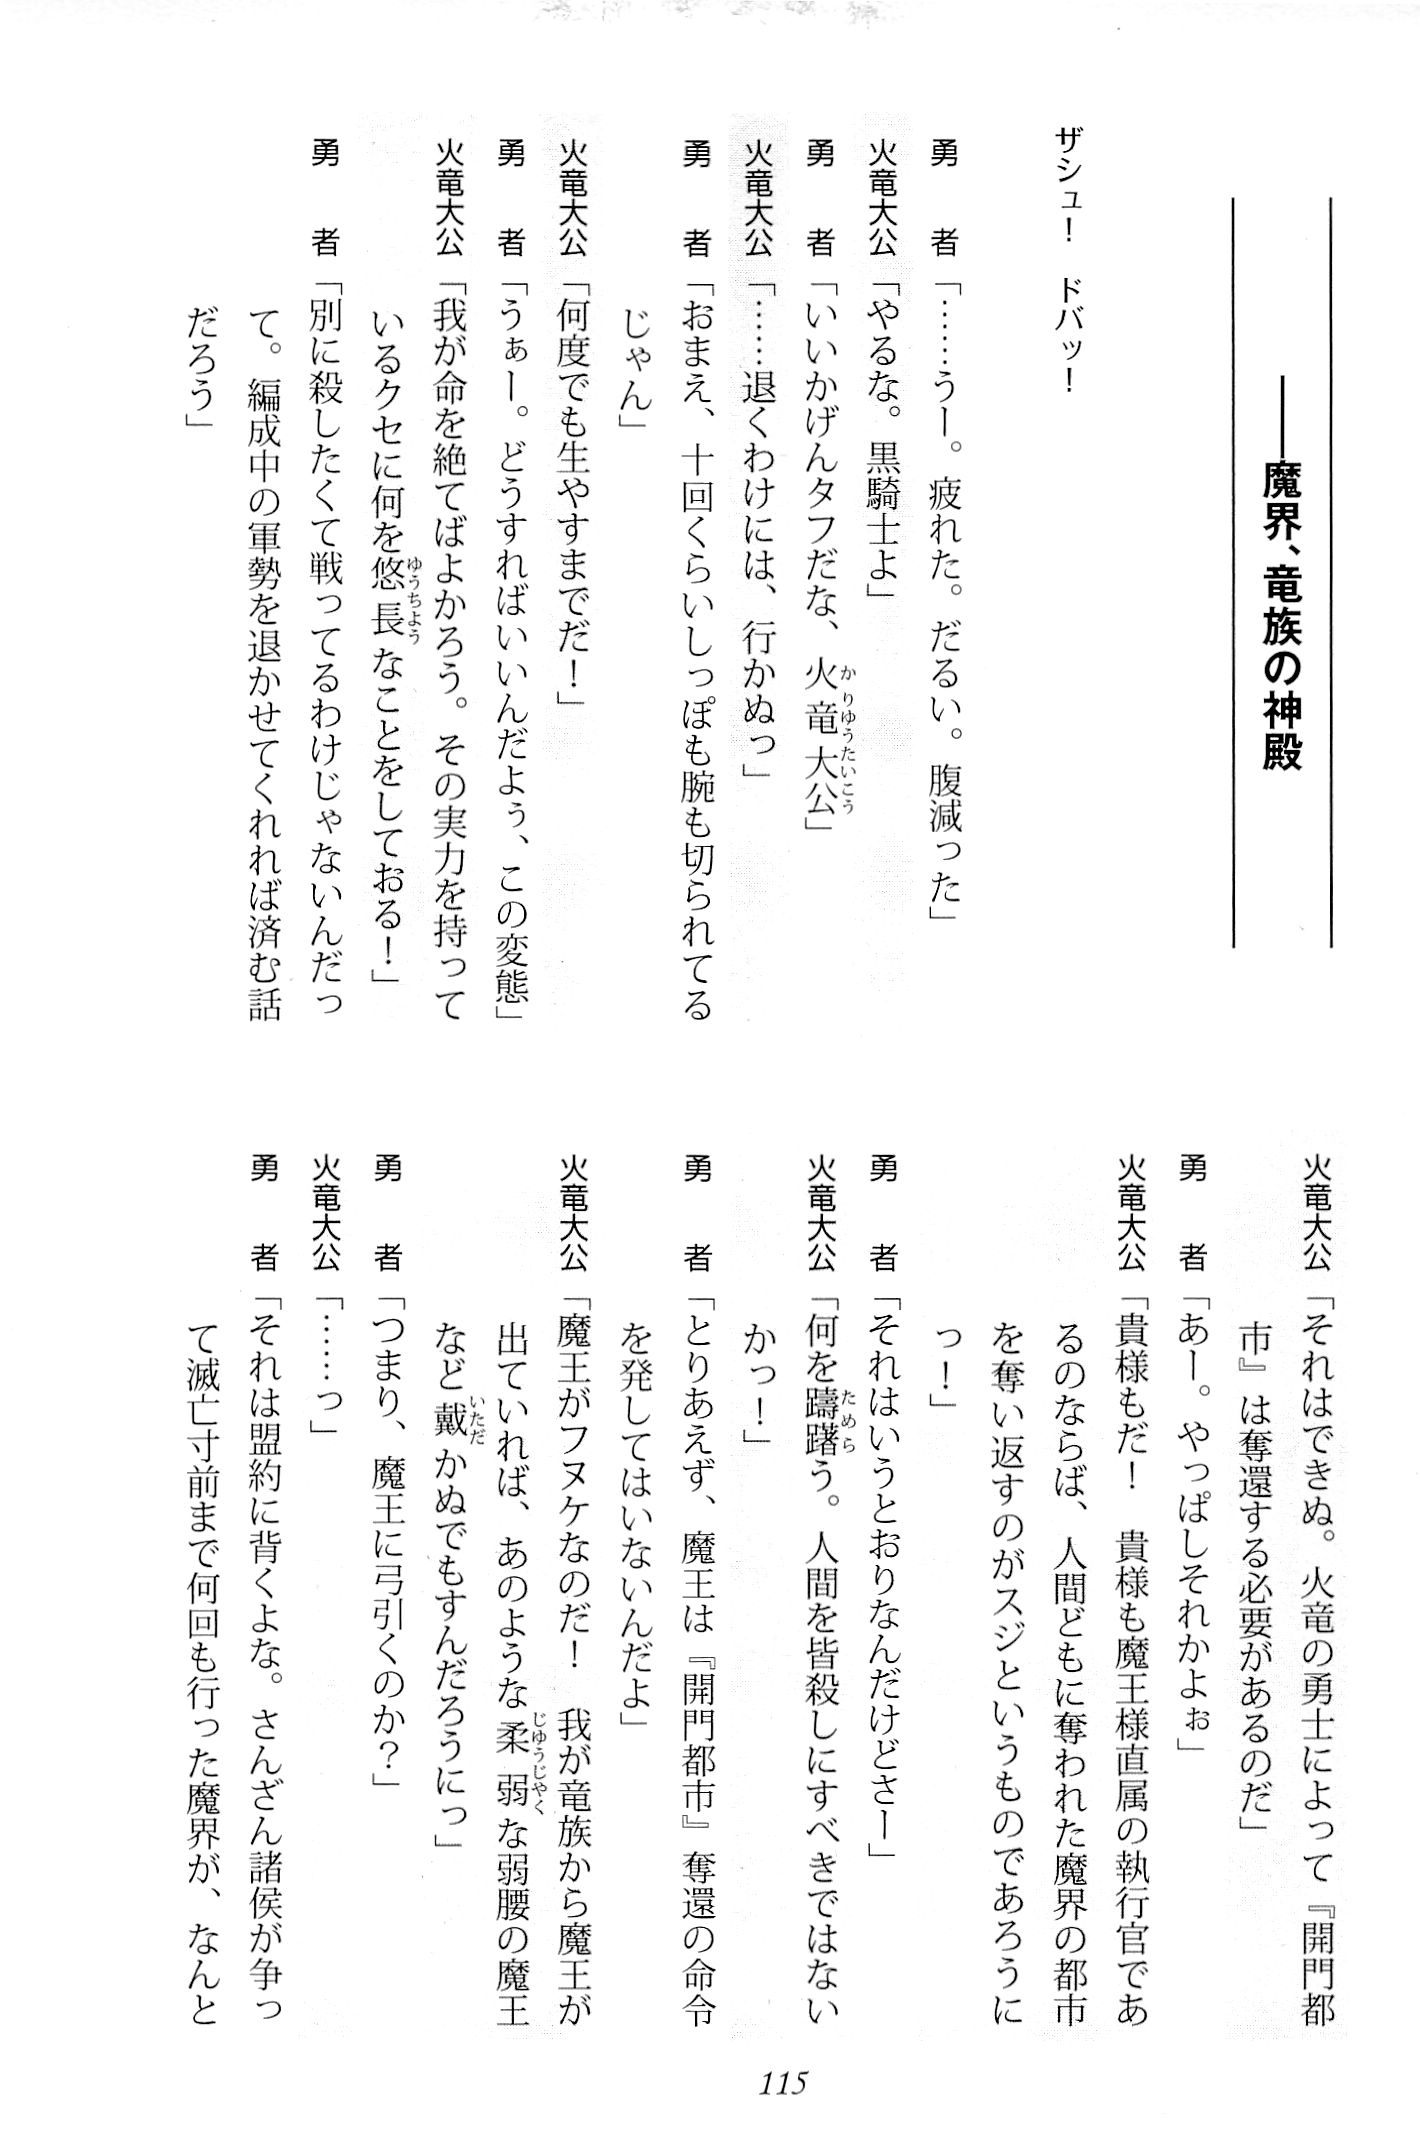 ――魔界、竜族の神殿
ザシュ！　ドバッ！
勇　　者「……うー。疲れた。だるい。腹減った」
火竜大公「やるな。黒騎士よ」
勇　　者「いいかげんタフだな、火竜大公」
かりゆうたいこう
火竜大公「……退くわけには、行かぬっ」
勇　　者「おまえ、十回くらいしっぽも腕も切られてる
じゃん」
火竜大公「何度でも生やすまでだ！」
勇　　者「うぁー。どうすればいいんだよぅ、この変態」
火竜大公「我が命を絶てばよかろう。その実力を持って
いるクセに何を悠長なことをしておる！」
ゆうちよう
勇　　者「別に殺したくて戦ってるわけじゃないんだっ
て。編成中の軍勢を退かせてくれれば済む話
だろう」
火竜大公「それはできぬ。火竜の勇士によって『開門都
市』は奪還する必要があるのだ」
勇　　者「あー。やっぱしそれかよぉ」
火竜大公「貴様もだ！　貴様も魔王様直属の執行官であ
るのならば、人間どもに奪われた魔界の都市
を奪い返すのがスジというものであろうに
っ！」
勇　　者「それはいうとおりなんだけどさー」
火竜大公「何を躊躇う。人間を皆殺しにすべきではない
ためら
かっ！」
勇　　者「とりあえず、魔王は『開門都市』奪還の命令
を発してはいないんだよ」
火竜大公「魔王がフヌケなのだ！　我が竜族から魔王が
出ていれば、あのような柔弱な弱腰の魔王
じゆうじやく
など戴かぬでもすんだろうにっ」
いただ
勇　　者「つまり、魔王に弓引くのか？」
火竜大公「……っ」
勇　　者「それは盟約に背くよな。さんざん諸侯が争っ
て滅亡寸前まで何回も行った魔界が、なんと
115